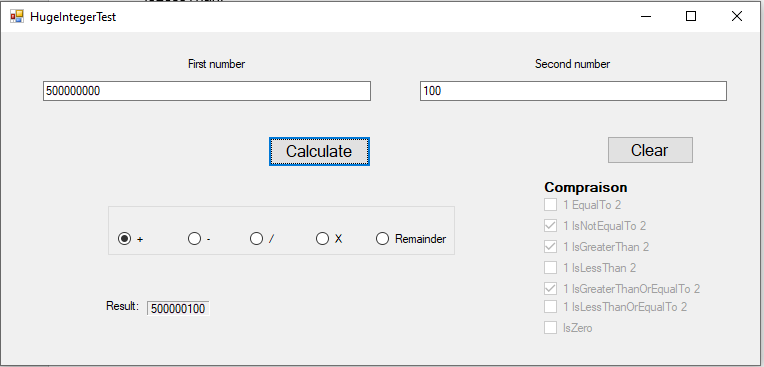 HugeIntegerTest
First number
Second number
500000000
100
Calculate
Clear
Compraison
1 EqualTo 2
1 IsNotEqualTo 2
1 IsGreaterThan 2
1 IsLessThan 2
1 IsGreaterThanOrEqualTo 2
1 IsLessThanOrEqualTo 2
IsZero
+ - / X Remainder
Result: 500000100